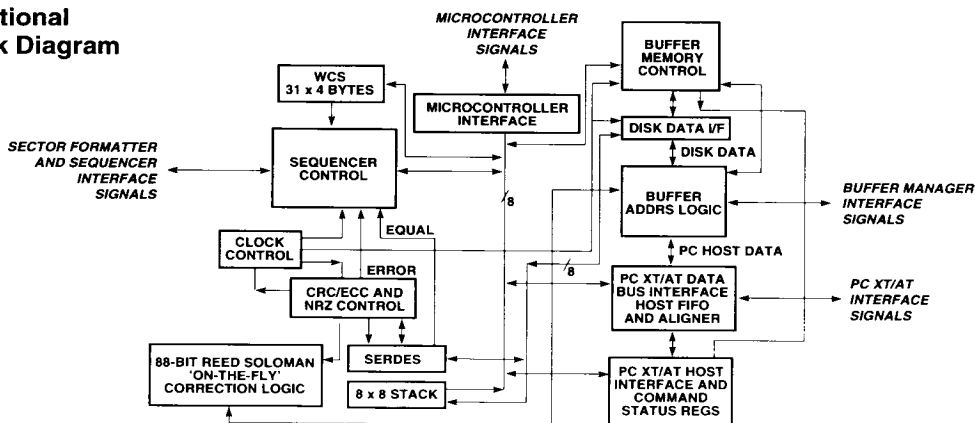 tional
k Diagram
MICROCONTROLLER
INTERFACE
SIGNALS
WCS
31 x 4 BYTES
MICROCONTROLLER
INTERFACE
BUFFER
MEMORY
CONTROL
DISK DATA I/F
DISK DATA
SECTOR FORMATTER
AND SEQUENCER
INTERFACE
SIGNALS
SEQUENCER
CONTROL
8
BUFFER
ADDRS LOGIC
BUFFER MANAGER
INTERFACE
SIGNALS
EQUAL
CLOCK
CONTROL
PC HOST DATA
8
ERROR
CRC/ECC AND
NRZ CONTROL
PC XT/AT DATA
BUS INTERFACE
HOST FIFO
AND ALIGNER
PC XT/AT
INTERFACE
SIGNALS
88-BIT REED SOLOMAN
'ON-THE-FLY'
CORRECTION LOGIC
SERDES
8 x 8 STACK
PC XT/AT HOST
INTERFACE AND
COMMAND
STATUS REGS